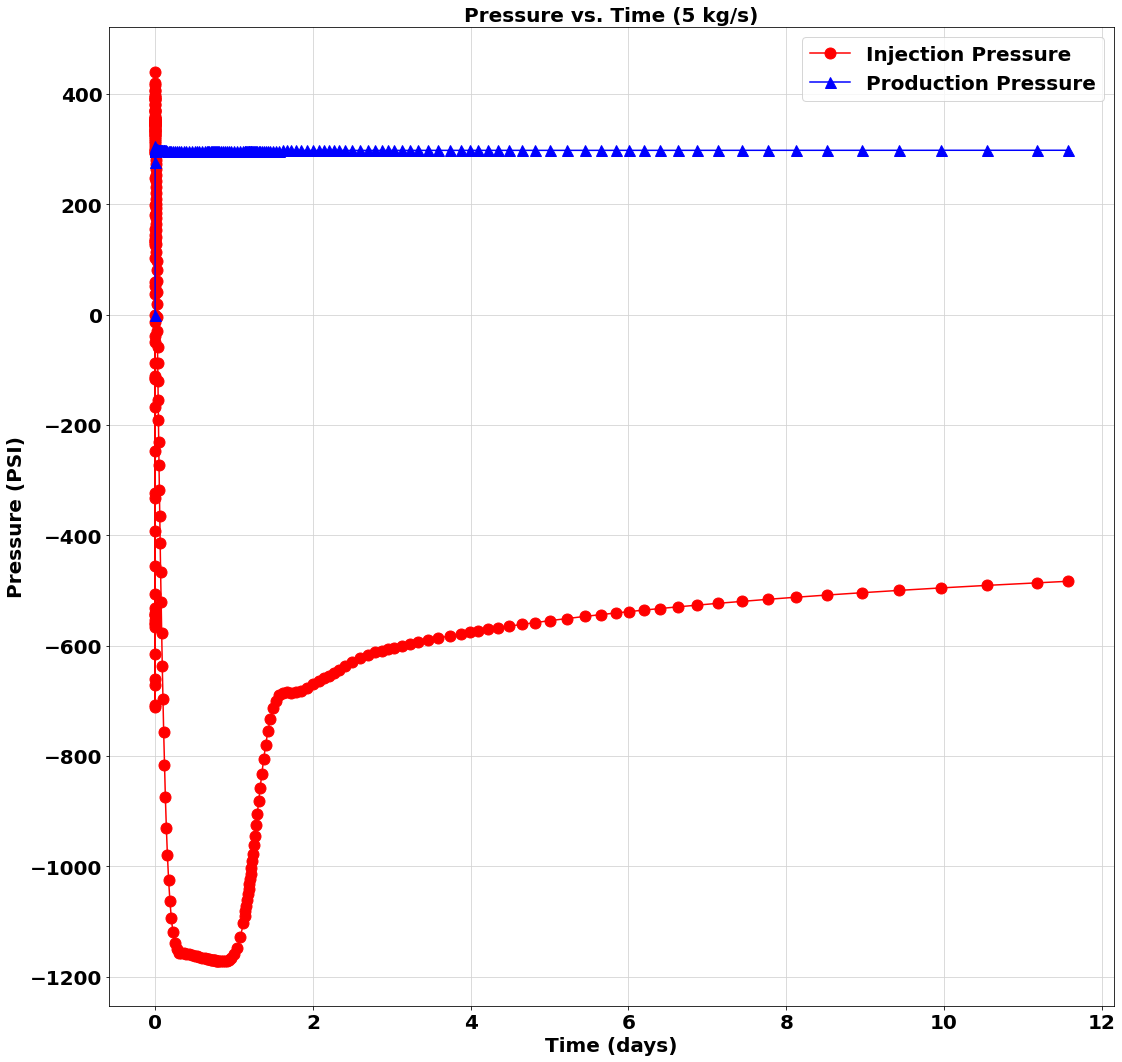 Pressure vs. Time (5 kg/s)
Injection Pressure
Production Pressure
400
200
0
−200
−400
−600
−800
−1000
−1200
Pressure (PSI)
0 2 4 6 8 10 12
Time (days)